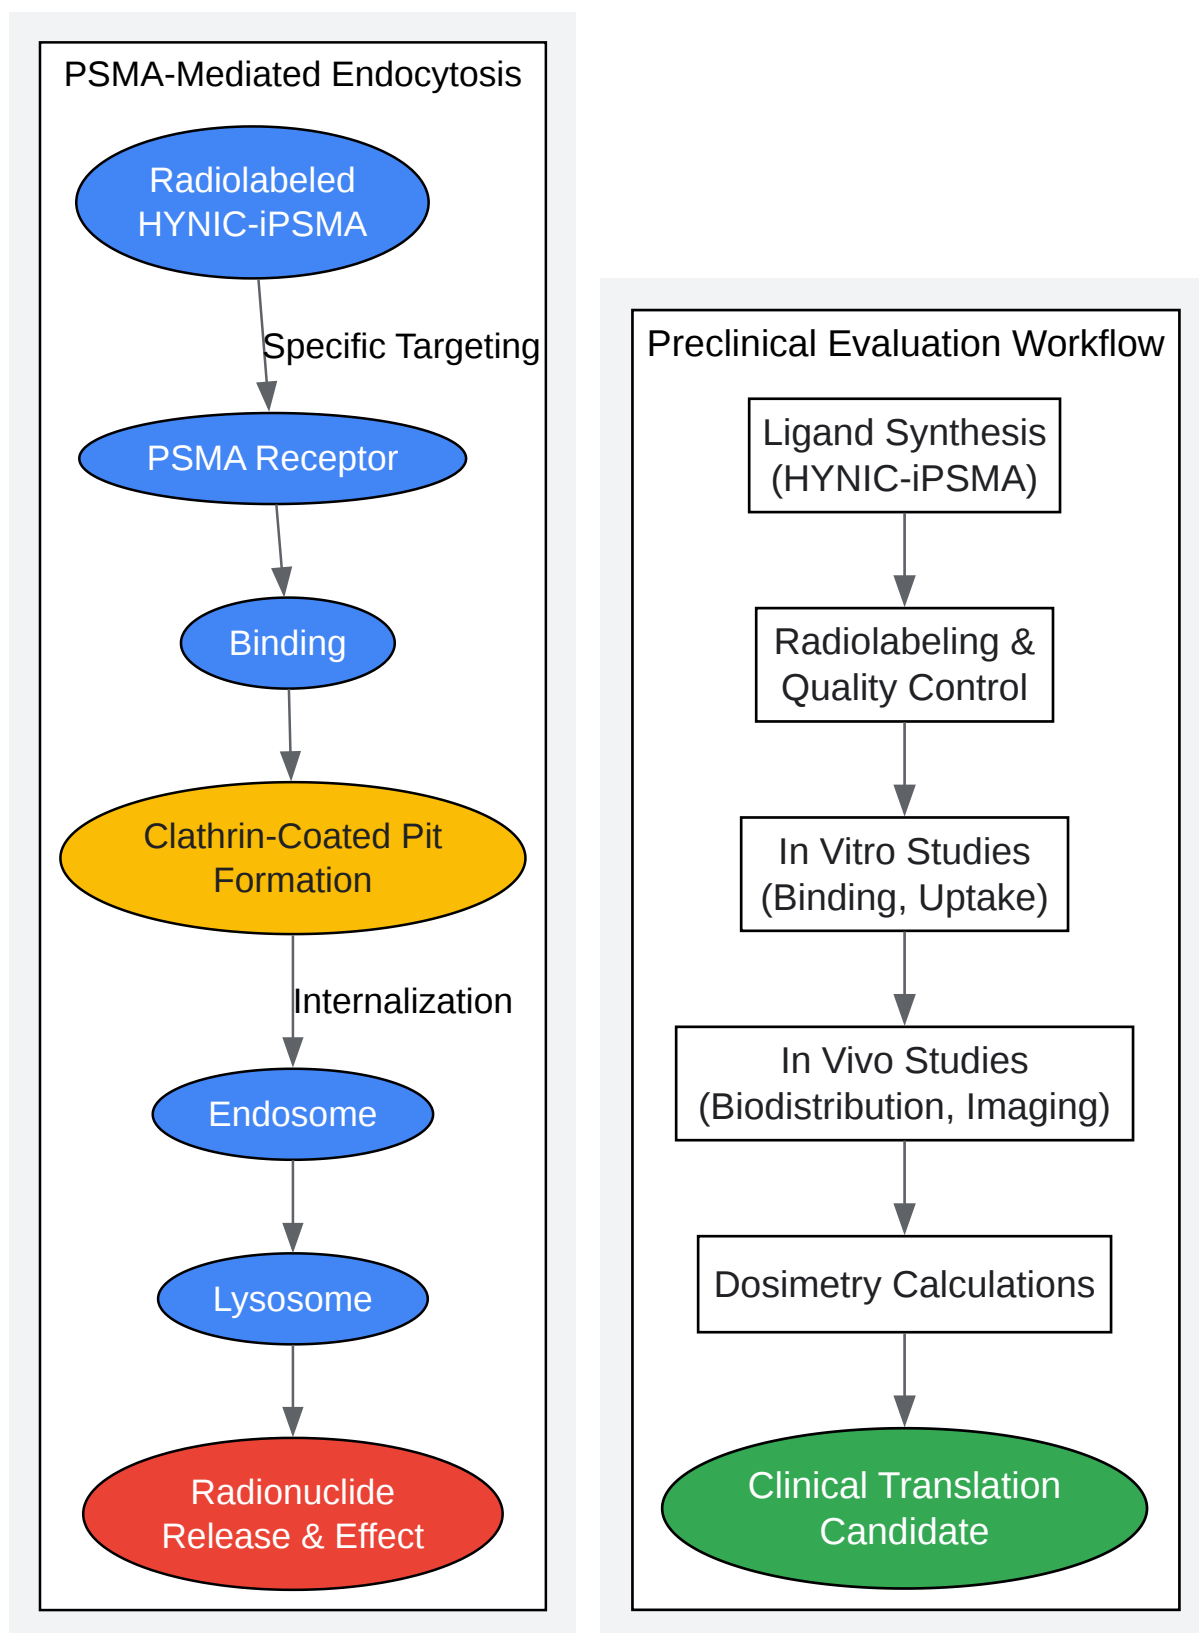 PSMA-Mediated Endocytosis
Radiolabeled
HYNIC-iPSMA
Specific Targeting
PSMA Receptor
Binding
Clathrin-Coated Pit
Formation
Internalization
Endosome
Lysosome
Radionuclide
Release & Effect
Preclinical Evaluation Workflow
Ligand Synthesis
(HYNIC-iPSMA)
Radiolabeling &
Quality Control
In Vitro Studies
(Binding, Uptake)
In Vivo Studies
(Biodistribution, Imaging)
Dosimetry Calculations
Clinical Translation
Candidate